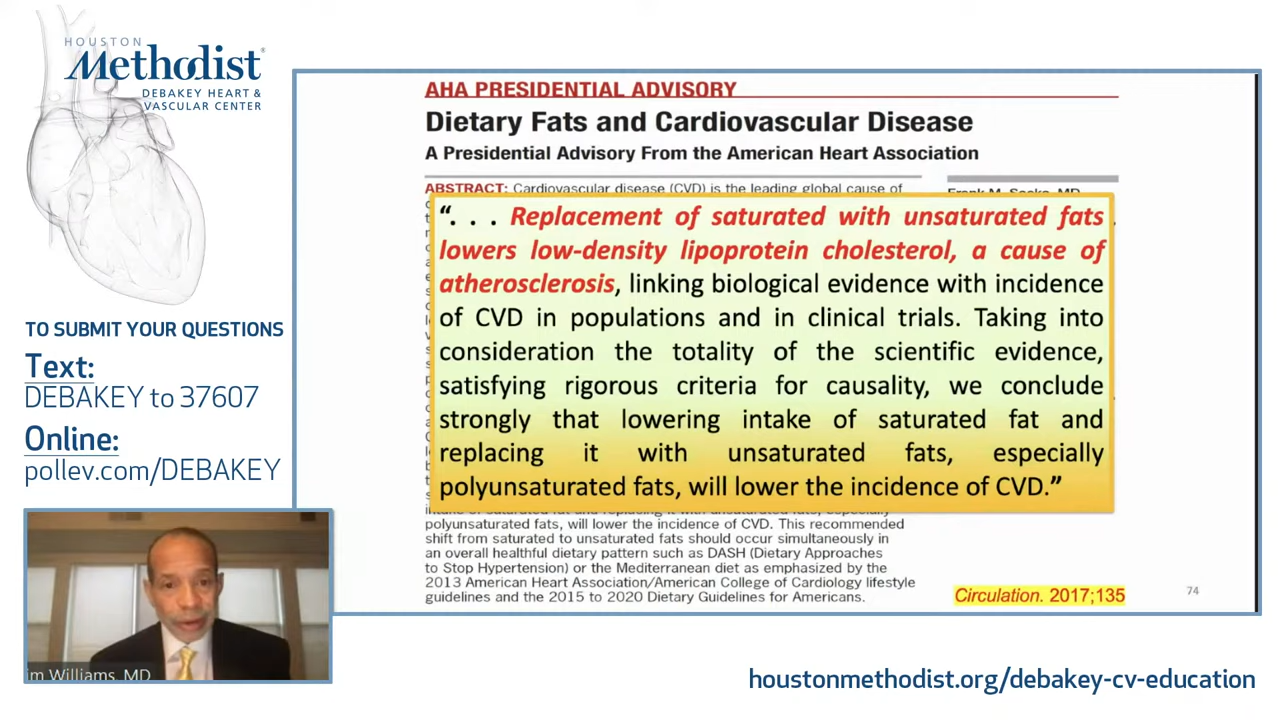 HOUSTON
Methodist
DEBAKEY HEART &
VASCULAR CENTER
TO SUBMIT YOUR QUESTIONS
Text:
DEBAKEY to 37607
Online:
pollev.com/DEBAKEY
im Williams, MD
AHA PRESIDENTIAL ADVISORY
Dietary Fats and Cardiovascular Disease
A Presidential Advisory From the American Heart Association
ABSTRACT: Cardiovascular disease (CVD) is the leading global cause of
Frank M. Sacks, MD
“. . . Replacement of saturated with unsaturated fats
lowers low-density lipoprotein cholesterol, a cause of
atherosclerosis, linking biological evidence with incidence
of CVD in populations and in clinical trials. Taking into
consideration the totality of the scientific evidence,
satisfying rigorous criteria for causality, we conclude
strongly that lowering intake of saturated fat and
replacing it with unsaturated fats, especially
polyunsaturated fats, will lower the incidence of CVD.”
polyunsaturated fats, will lower the incidence of CVD. This recommended
shift from saturated to unsaturated fats should occur simultaneously in
an overall healthful dietary pattern such as DASH (Dietary Approaches
to Stop Hypertension) or the Mediterranean diet as emphasized by the
2013 American Heart Association/American College of Cardiology lifestyle
guidelines and the 2015 to 2020 Dietary Guidelines for Americans.
Circulation. 2017;135
74
houstonmethodist.org/debakey-cv-education